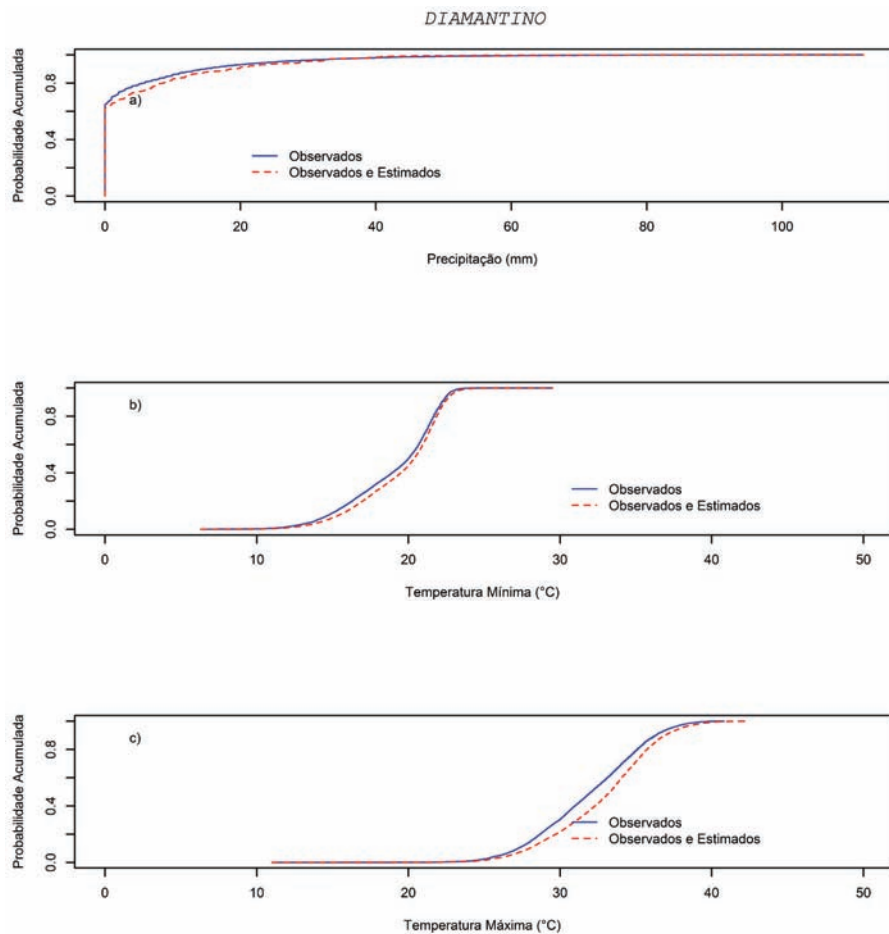 DIAMANTINO
Probabilidade Acumulada
0.0
0.4
0.8
a)
Observados
Observados e Estimados
0 20 40 60 80 100
Precipitação (mm)
Probabilidade Acumulada
0.0
0.4
0.8
b)
Observados
Observados e Estimados
0 10 20 30 40 50
Temperatura Mínima (°C)
Probabilidade Acumulada
0.0
0.4
0.8
c)
Observados
Observados e Estimados
0 10 20 30 40 50
Temperatura Máxima (°C)